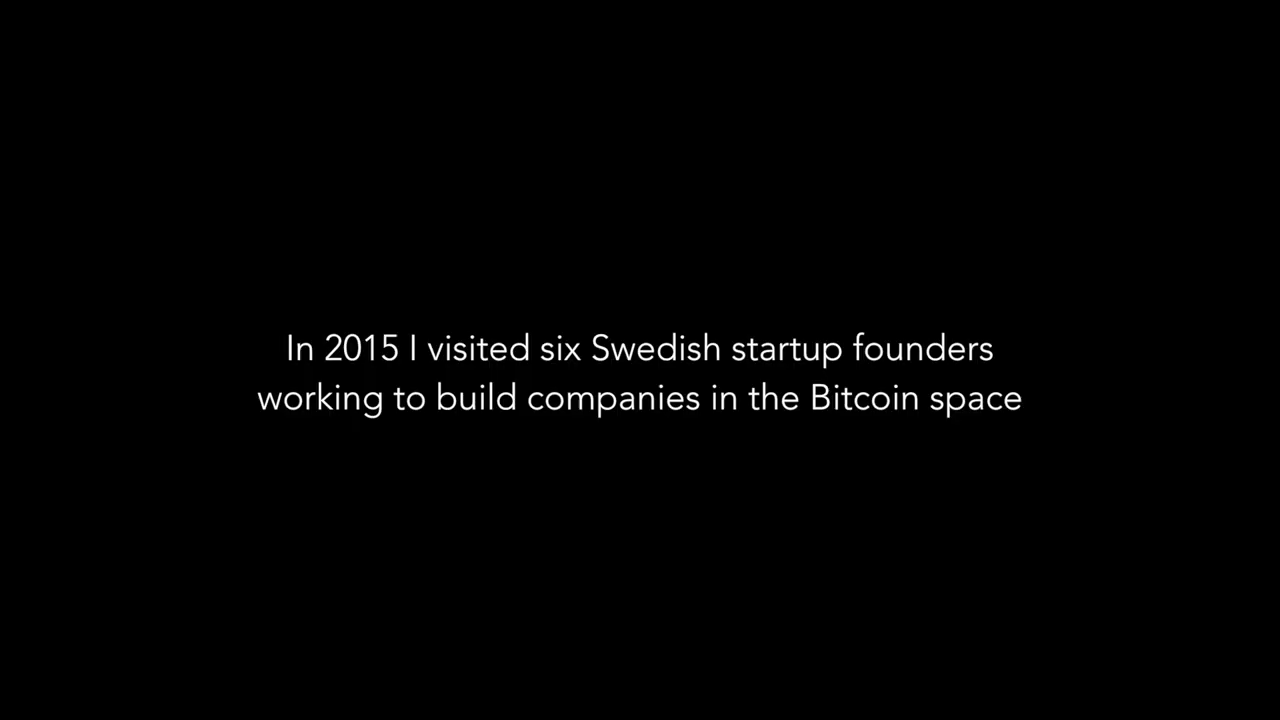 In 2015 I visited six Swedish startup founders
working to build companies in the Bitcoin space